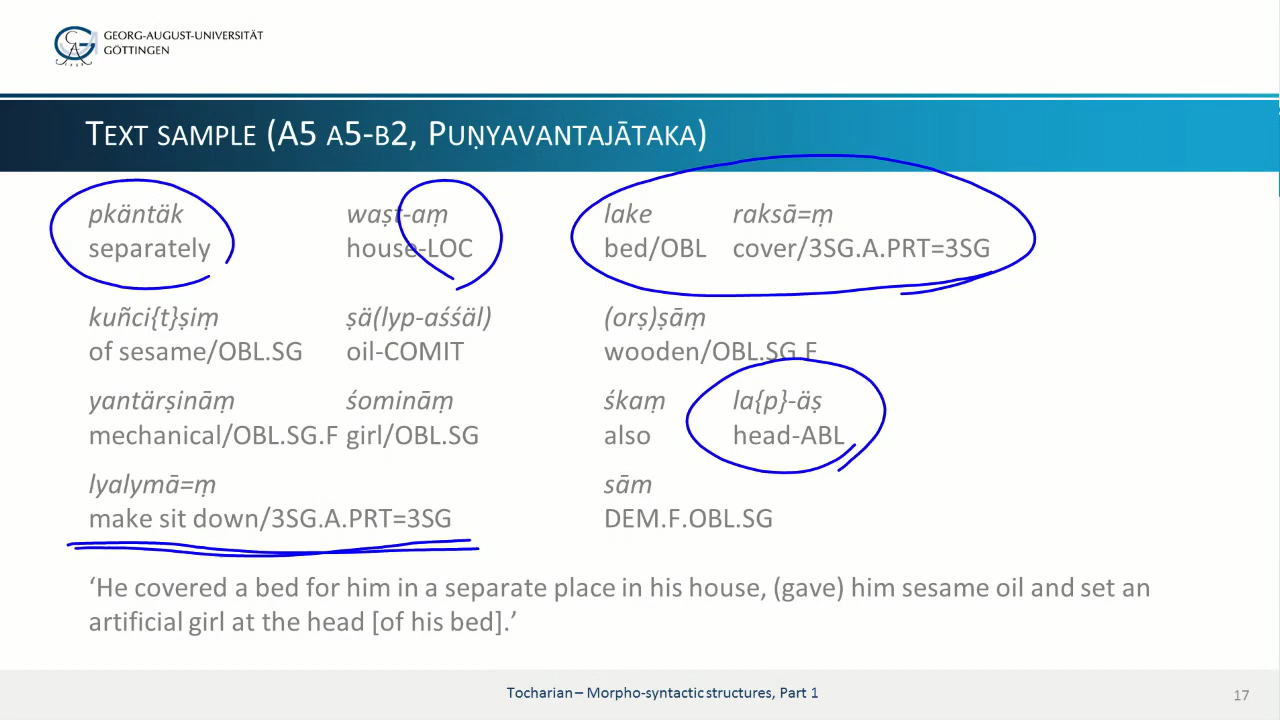 GEORG-AUGUST-UNIVERSITÄT
GÖTTINGEN
TEXT SAMPLE (A5 A5-B2, PUṆYAVANTAJĀTAKA)
pkäntäk waṣt-aṃ lake raksā=ṃ
separately house-LOC bed/OBL cover/3SG.A.PRT=3SG
kuñci{t}ṣiṃ ṣä(lyp-aśśäl) (orṣ)ṣāṃ
of sesame/OBL.SG oil-COMIT wooden/OBL.SG.F
yantärṣināṃ śomināṃ śkaṃ la{p}-äṣ
mechanical/OBL.SG.F girl/OBL.SG also head-ABL
lyalymā=ṃ sām
make sit down/3SG.A.PRT=3SG DEM.F.OBL.SG
‘He covered a bed for him in a separate place in his house, (gave) him sesame oil and set an
artificial girl at the head [of his bed].’
Tocharian – Morpho-syntactic structures, Part 1
17